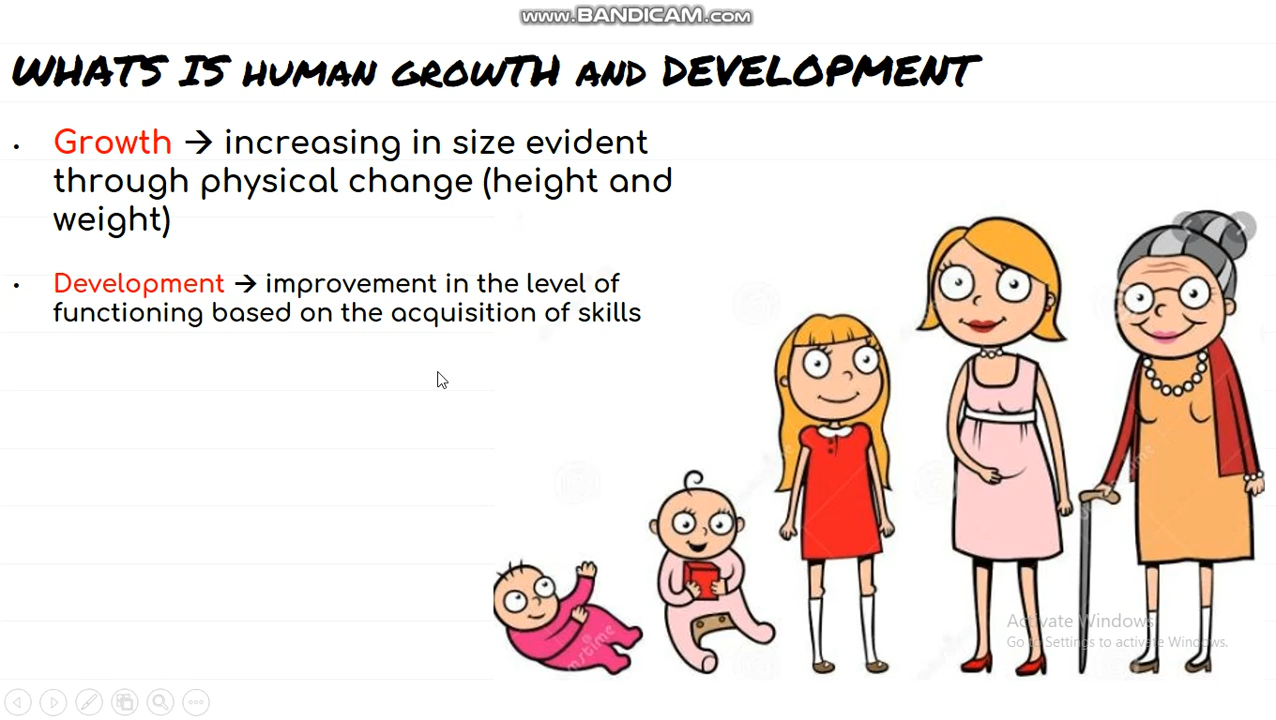 www.BANDICAM.com
WHATS IS HUMAN GROWTH AND DEVELOPMENT
• Growth → increasing in size evident
through physical change (height and
weight)
• Development → improvement in the level of
functioning based on the acquisition of skills
Activate Windows
Go to Settings to activate Windows.